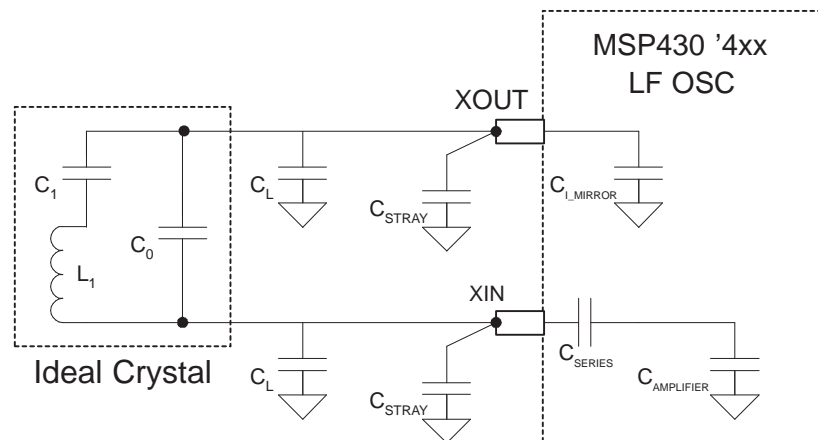 MSP430 '4xx
LF OSC
XOUT
C1
CL
CSTRAY
CI_MIRROR
C0
L1
XIN
Ideal Crystal
CL
CSTRAY
CSERIES
CAMPLIFIER